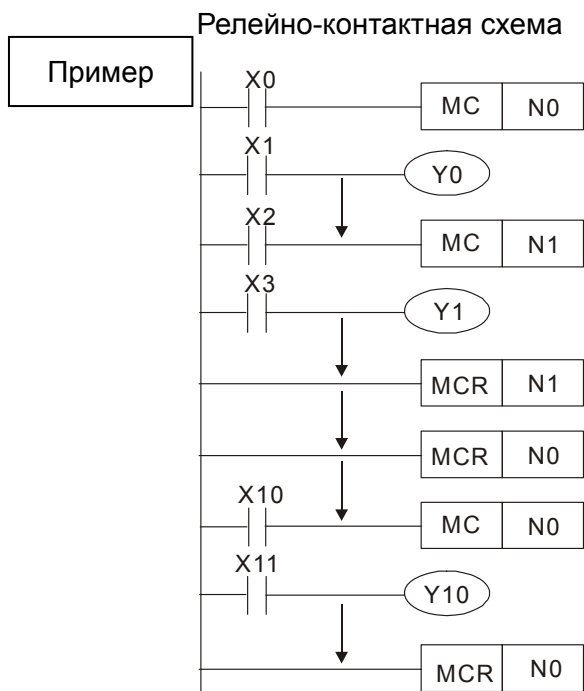 Релейно-контактная схема
Пример
X0
MC N0
X1
Y0
X2
MC N1
X3
Y1
MCR N1
MCR N0
X10
MC N0
X11
Y10
MCR N0